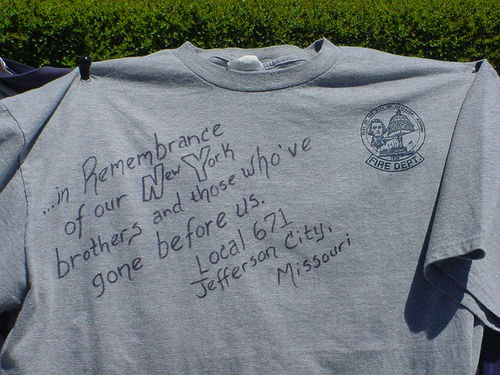 ...in Remembrance
of our New York
brothers and those who've
gone before us.
Local 671
Jefferson City,
Missouri
FIRE DEPT.